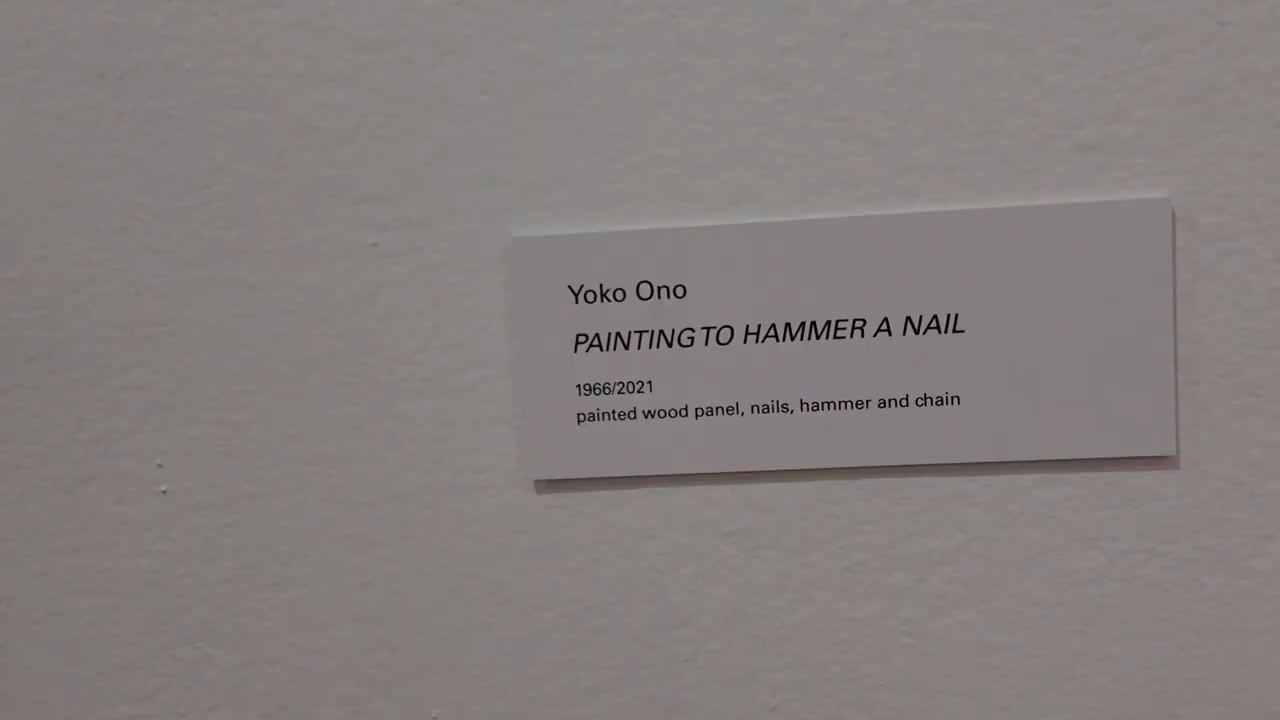 Yoko Ono
PAINTING TO HAMMER A NAIL
1966/2021
painted wood panel, nails, hammer and chain